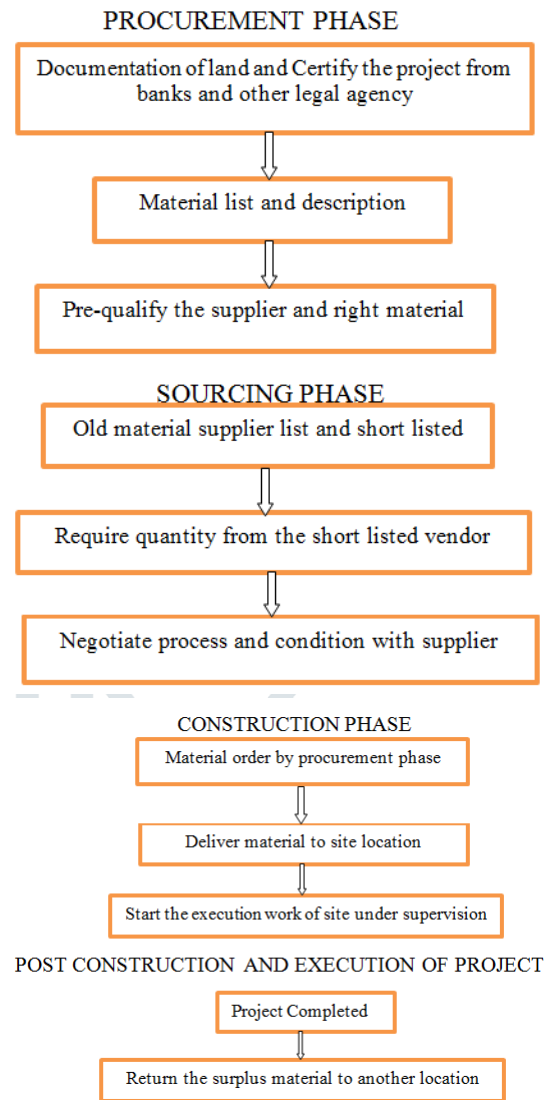 PROCUREMENT PHASE
Documentation of land and Certify the project from
banks and other legal agency
Material list and description
Pre-qualify the supplier and right material
SOURCING PHASE
Old material supplier list and short listed
Require quantity from the short listed vendor
Negotiate process and condition with supplier
CONSTRUCTION PHASE
Material order by procurement phase
Deliver material to site location
Start the execution work of site under supervision
POST CONSTRUCTION AND EXECUTION OF PROJECT
Project Completed
Return the surplus material to another location